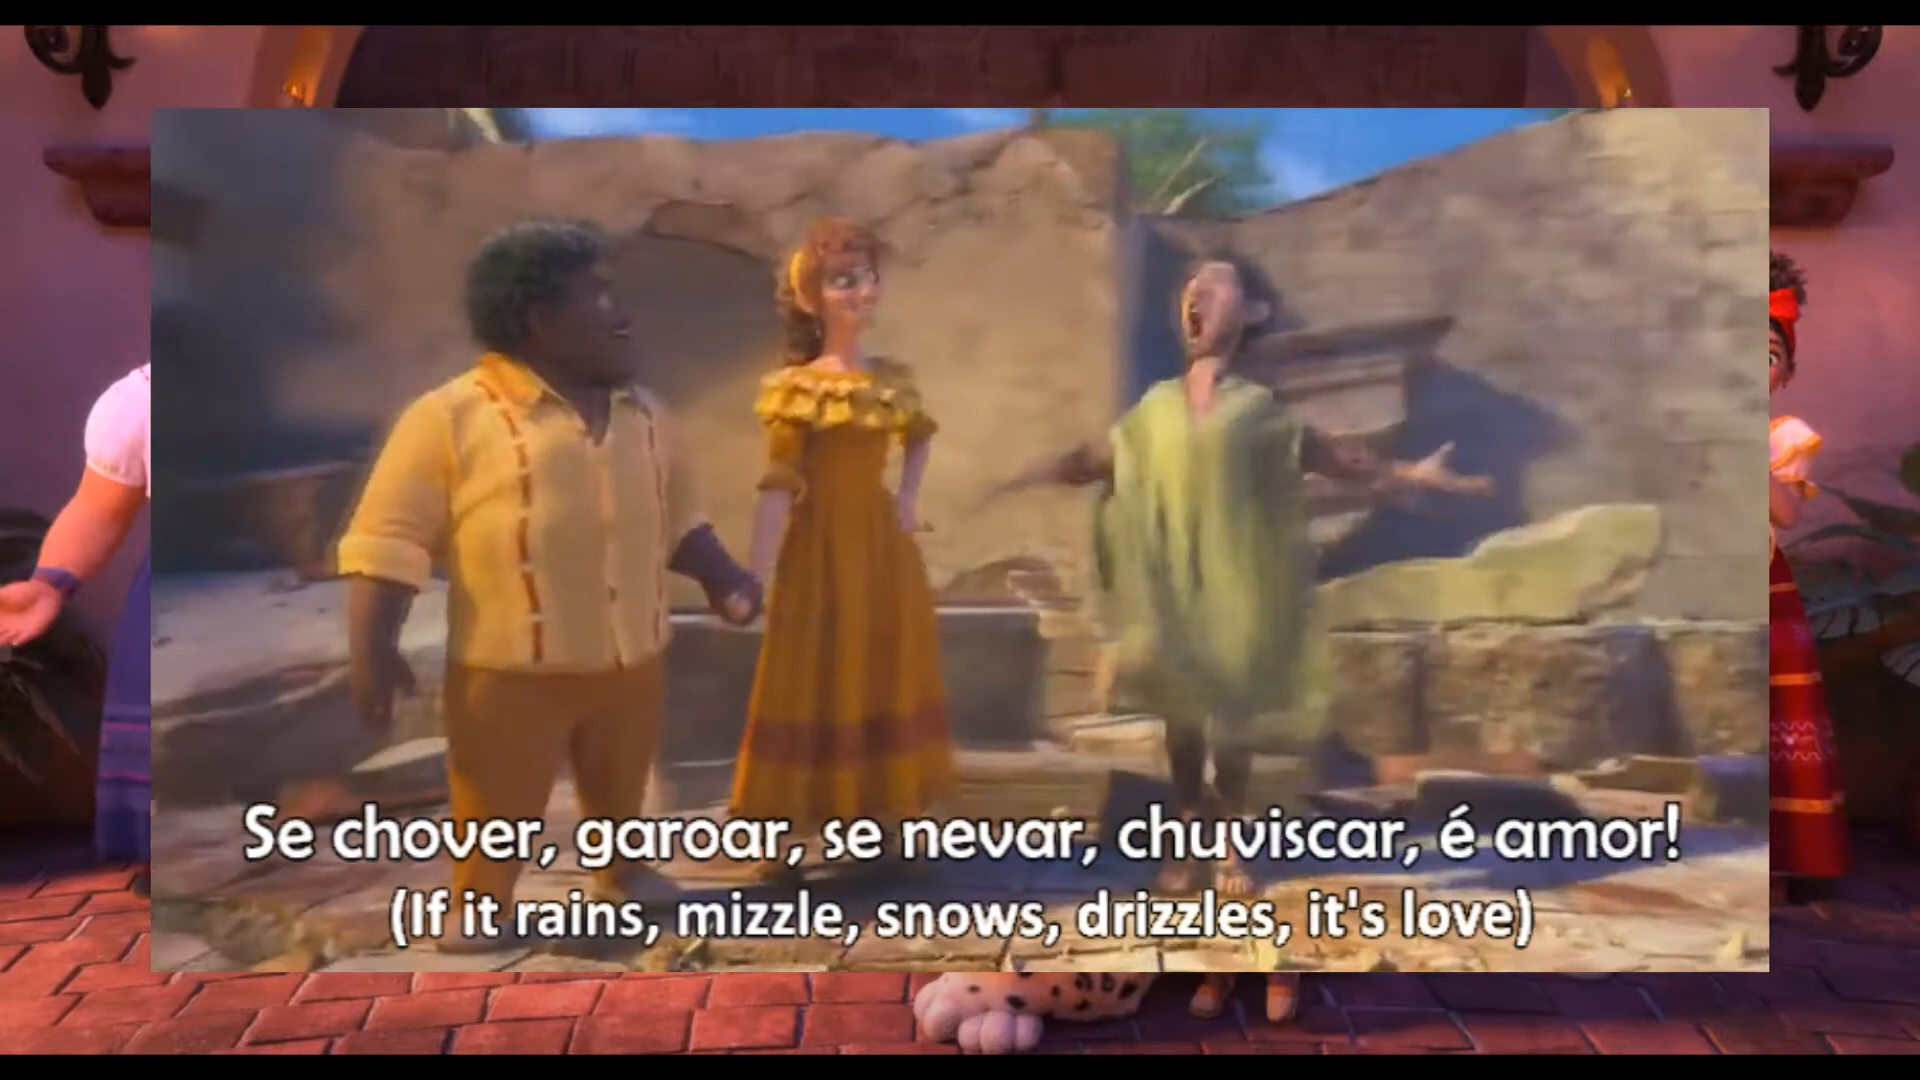 Se chover, garoar, se nevar, chuviscar, é amor!
(If it rains, mizzle, snows, drizzles, it's love)